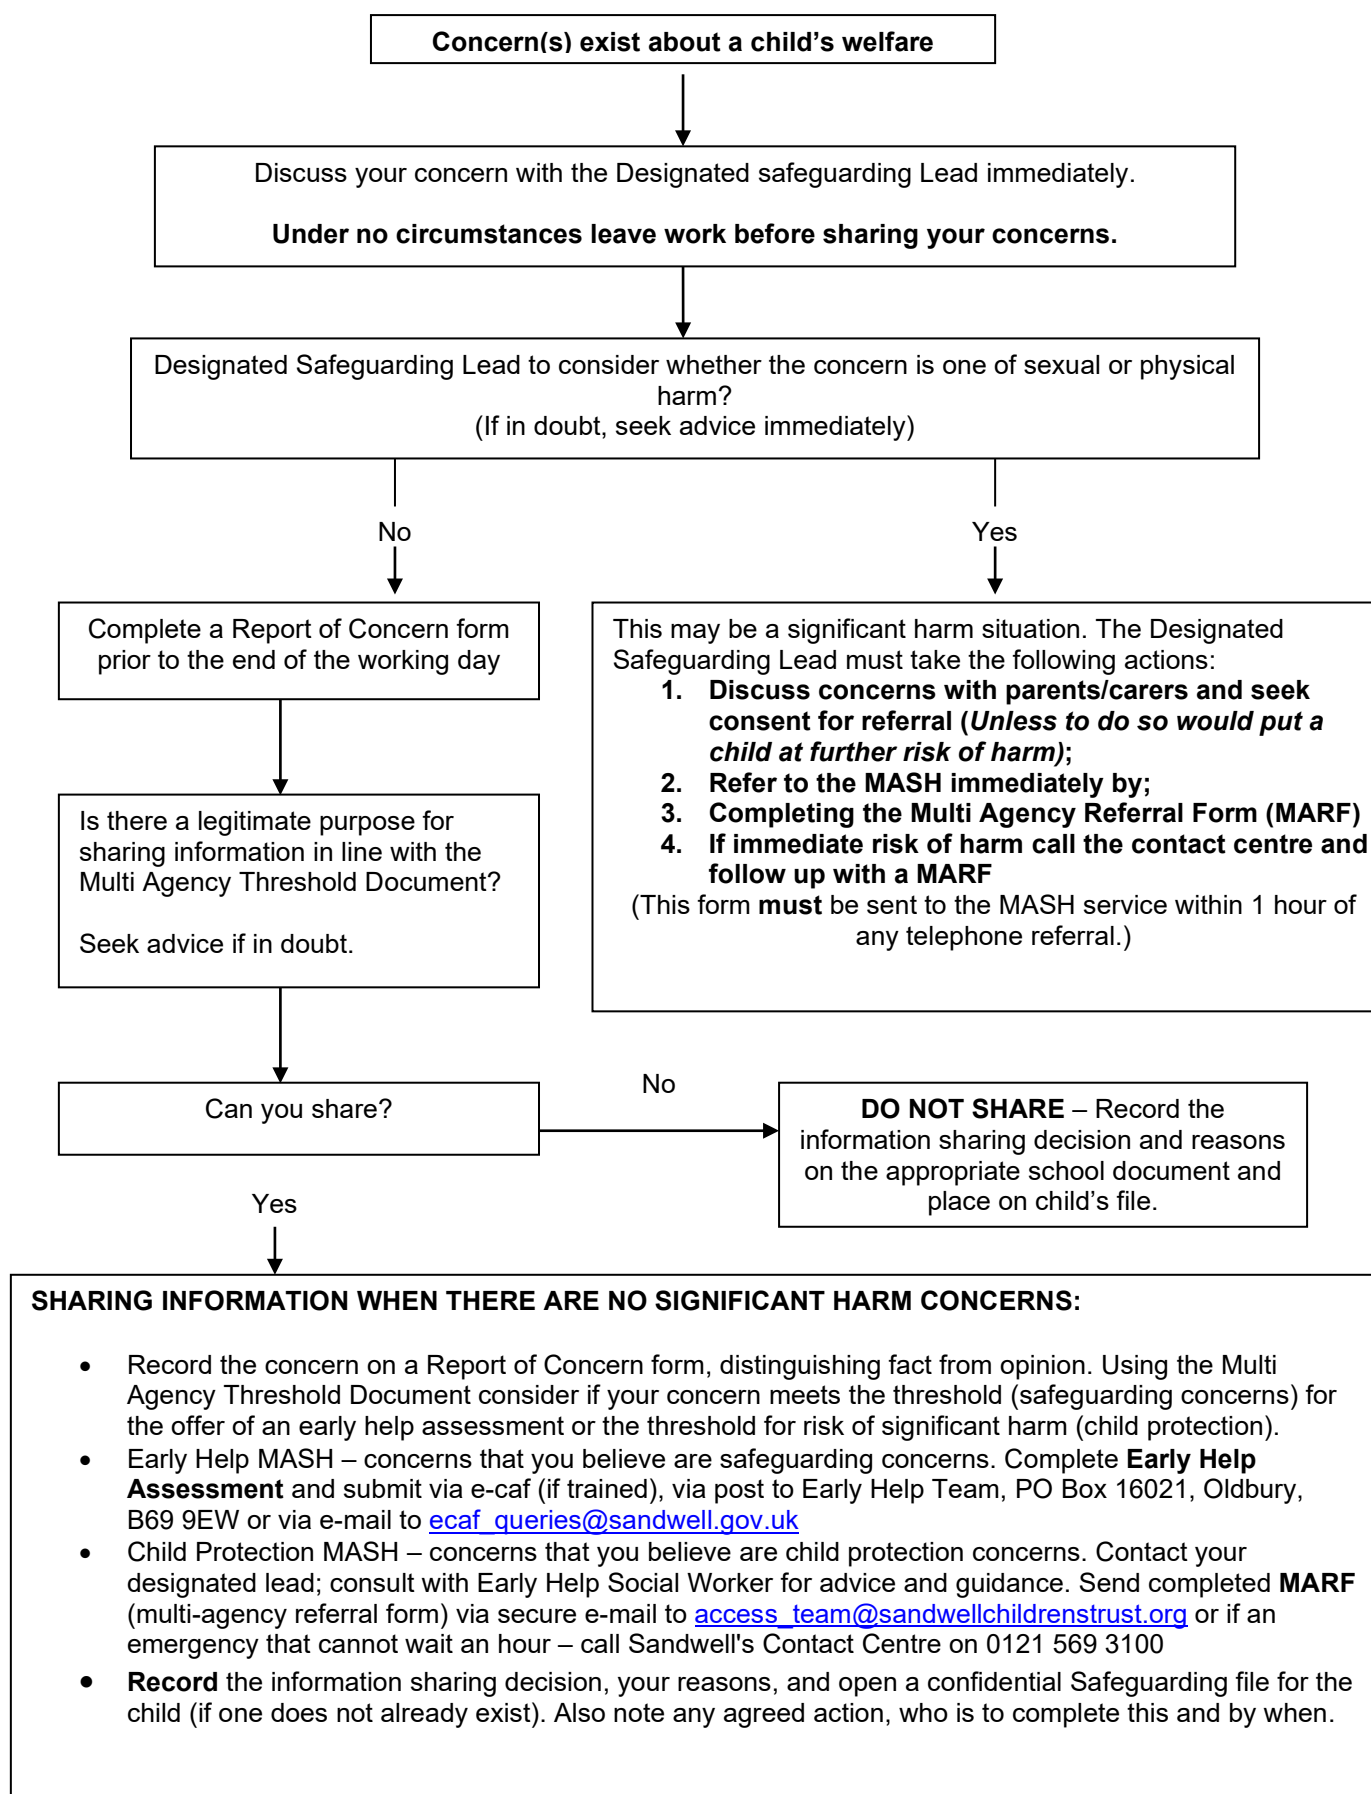 Concern(s) exist about a child’s welfare
Discuss your concern with the Designated safeguarding Lead immediately.
Under no circumstances leave work before sharing your concerns.
Designated Safeguarding Lead to consider whether the concern is one of sexual or physical
harm?
(If in doubt, seek advice immediately)
No
Yes
Complete a Report of Concern form
prior to the end of the working day
This may be a significant harm situation. The Designated
Safeguarding Lead must take the following actions:
1. Discuss concerns with parents/carers and seek
consent for referral (Unless to do so would put a
child at further risk of harm);
2. Refer to the MASH immediately by;
3. Completing the Multi Agency Referral Form (MARF)
4. If immediate risk of harm call the contact centre and
follow up with a MARF
(This form must be sent to the MASH service within 1 hour of
any telephone referral.)
Is there a legitimate purpose for
sharing information in line with the
Multi Agency Threshold Document?
Seek advice if in doubt.
Can you share?
No
DO NOT SHARE – Record the
information sharing decision and reasons
on the appropriate school document and
place on child’s file.
Yes
SHARING INFORMATION WHEN THERE ARE NO SIGNIFICANT HARM CONCERNS:
• Record the concern on a Report of Concern form, distinguishing fact from opinion. Using the Multi
Agency Threshold Document consider if your concern meets the threshold (safeguarding concerns) for
the offer of an early help assessment or the threshold for risk of significant harm (child protection).
• Early Help MASH – concerns that you believe are safeguarding concerns. Complete Early Help
Assessment and submit via e-caf (if trained), via post to Early Help Team, PO Box 16021, Oldbury,
B69 9EW or via e-mail to ecaf_queries@sandwell.gov.uk
• Child Protection MASH – concerns that you believe are child protection concerns. Contact your
designated lead; consult with Early Help Social Worker for advice and guidance. Send completed MARF
(multi-agency referral form) via secure e-mail to access_team@sandwellchildrenstrust.org or if an
emergency that cannot wait an hour – call Sandwell's Contact Centre on 0121 569 3100
• Record the information sharing decision, your reasons, and open a confidential Safeguarding file for the
child (if one does not already exist). Also note any agreed action, who is to complete this and by when.